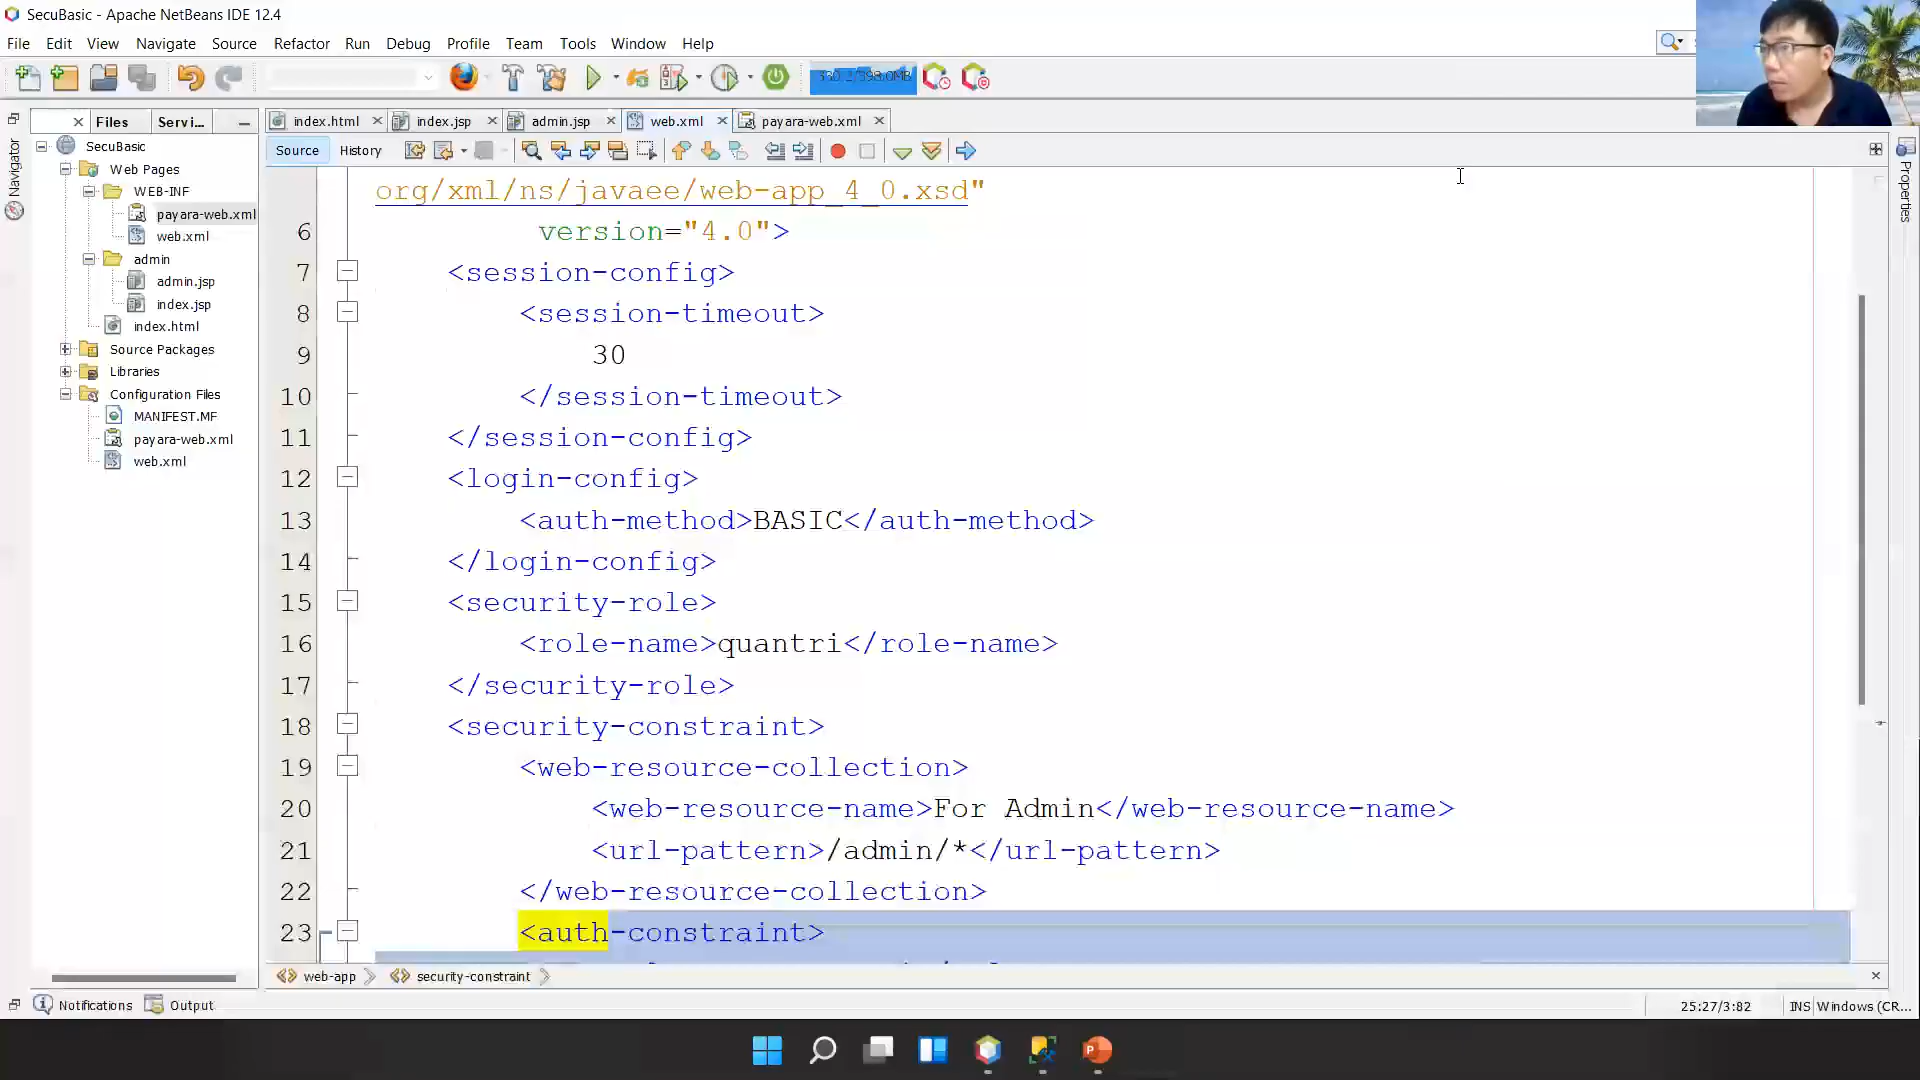 SecuBasic - Apache NetBeans IDE 12.4
File Edit View Navigate Source Refactor Run Debug Profile Team Tools Window Help
Files Servi...
index.html index.jsp admin.jsp web.xml payara-web.xml
Source History
Navigator
Properties
SecuBasic
Web Pages
WEB-INF
payara-web.xml
web.xml
admin
admin.jsp
index.jsp
index.html
Source Packages
Libraries
Configuration Files
MANIFEST.MF
payara-web.xml
web.xml
org/xml/ns/javaee/web-app_4_0.xsd"
6 version="4.0">
7 <session-config>
8 <session-timeout>
9 30
10 </session-timeout>
11 </session-config>
12 <login-config>
13 <auth-method>BASIC</auth-method>
14 </login-config>
15 <security-role>
16 <role-name>quantri</role-name>
17 </security-role>
18 <security-constraint>
19 <web-resource-collection>
20 <web-resource-name>For Admin</web-resource-name>
21 <url-pattern>/admin/*</url-pattern>
22 </web-resource-collection>
23 <auth-constraint>
web-app security-constraint
Notifications Output
25:27/3:82 INS Windows (CR...